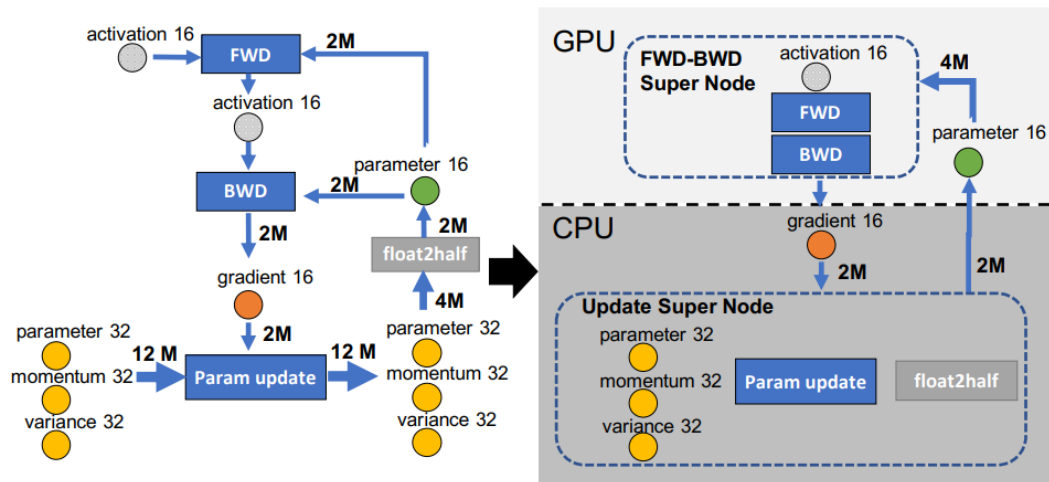 activation 16
FWD
2M
activation 16
parameter 16
BWD
2M
2M
2M
float2half
gradient 16
4M
2M
parameter 32
12 M
momentum 32
variance 32
Param update
12 M
parameter 32
momentum 32
variance 32
GPU
FWD-BWD
Super Node
activation 16
FWD
BWD
4M
parameter 16
CPU
gradient 16
2M
2M
Update Super Node
parameter 32
momentum 32
variance 32
Param update
float2half